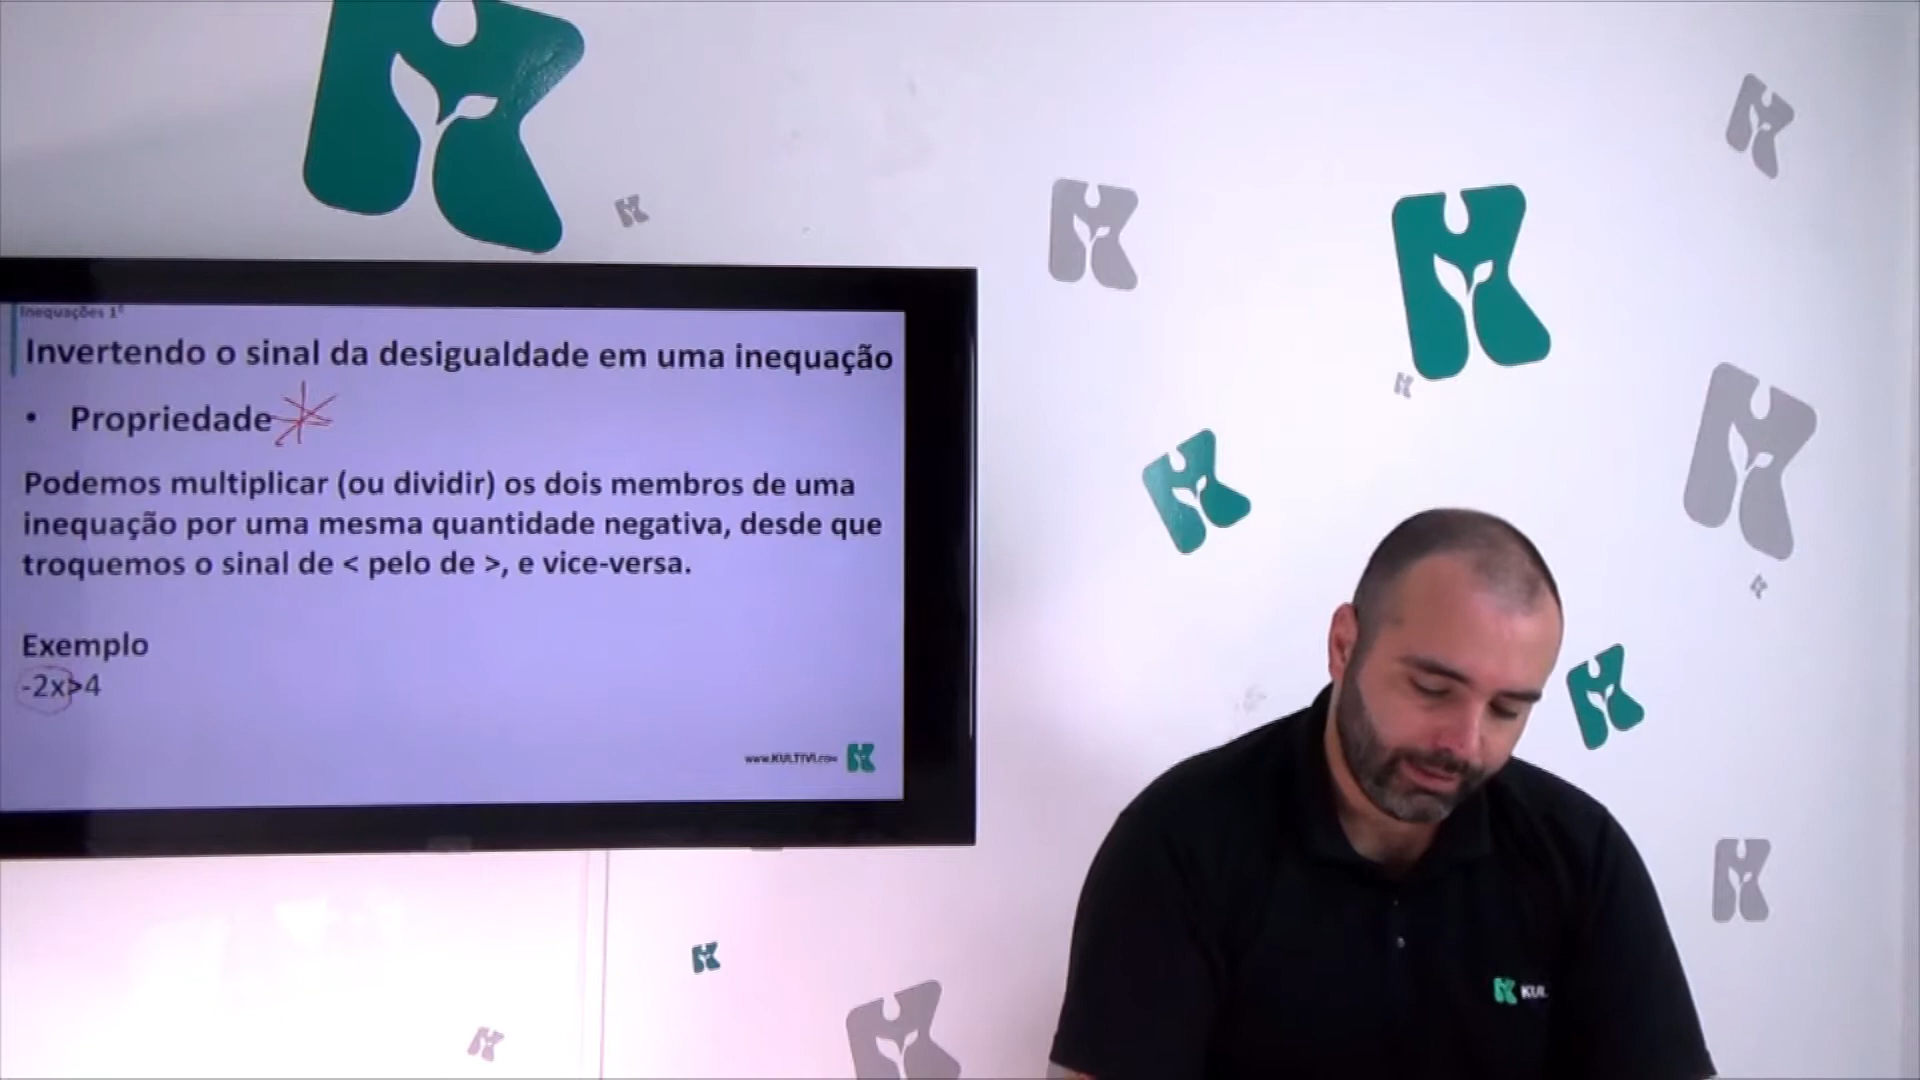 Inequações 1º
Invertendo o sinal da desigualdade em uma inequação
• Propriedade
Podemos multiplicar (ou dividir) os dois membros de uma
inequação por uma mesma quantidade negativa, desde que
troquemos o sinal de < pelo de >, e vice-versa.
Exemplo
-2x>4
www.KULTIVI.COM
KUL